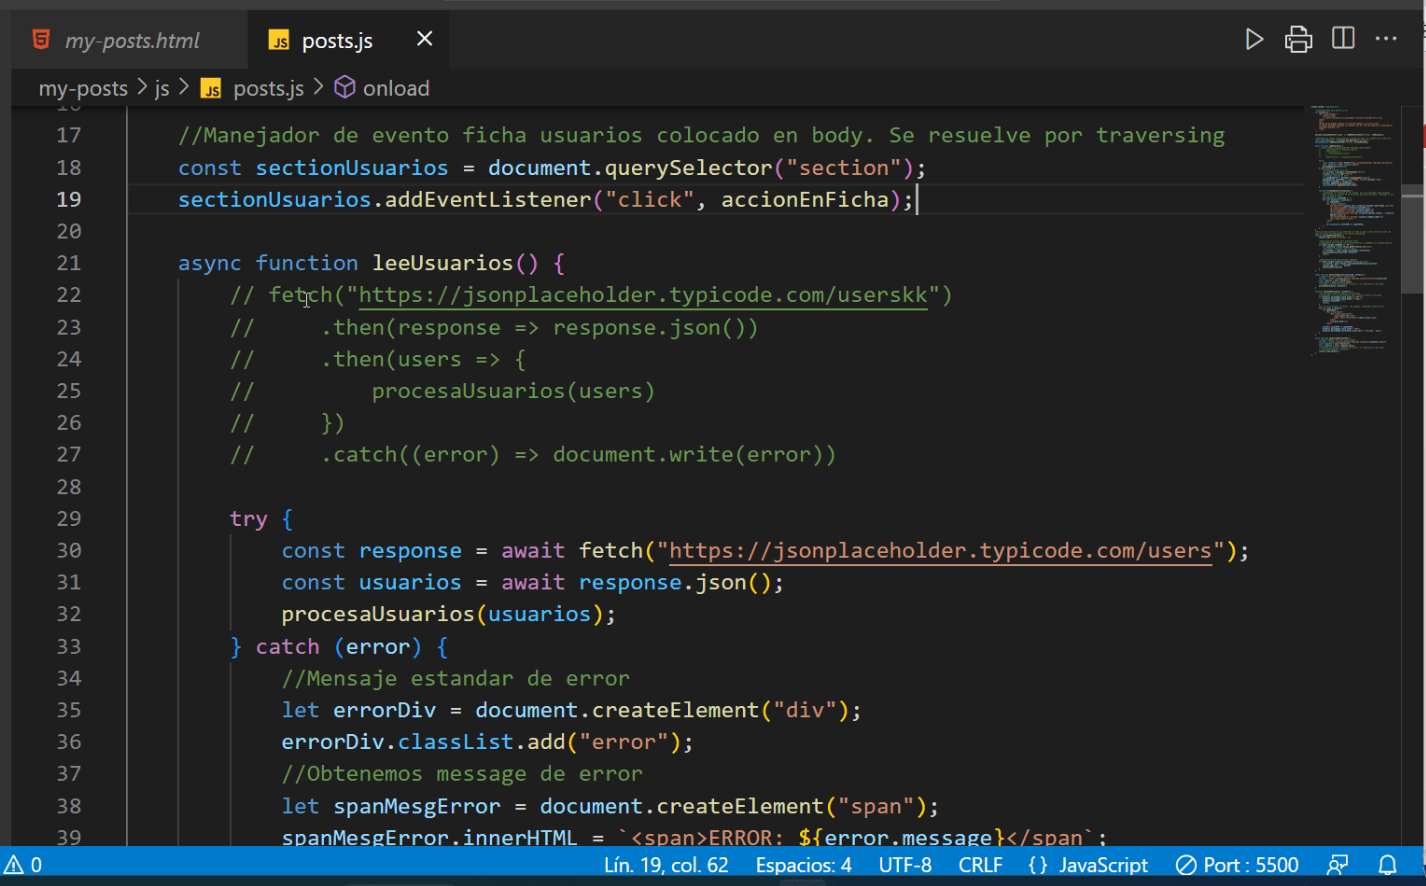 my-posts.html
JS posts.js
my-posts > js > JS posts.js > onload
16
17 //Manejador de evento ficha usuarios colocado en body. Se resuelve por traversing
18 const sectionUsuarios = document.querySelector("section");
19 sectionUsuarios.addEventListener("click", accionEnFicha);
20
21 async function leeUsuarios() {
22 // fetch("https://jsonplaceholder.typicode.com/userskk")
23 //     .then(response => response.json())
24 //     .then(users => {
25 //         procesaUsuarios(users)
26 //     })
27 //     .catch((error) => document.write(error))
28
29 try {
30 const response = await fetch("https://jsonplaceholder.typicode.com/users");
31 const usuarios = await response.json();
32 procesaUsuarios(usuarios);
33 } catch (error) {
34 //Mensaje estandar de error
35 let errorDiv = document.createElement("div");
36 errorDiv.classList.add("error");
37 //Obtenemos message de error
38 let spanMesgError = document.createElement("span");
39 spanMesgError.innerHTML = `<span>ERROR: ${error.message}</span`;
0 Lín. 19, col. 62 Espacios: 4 UTF-8 CRLF {} JavaScript Port : 5500